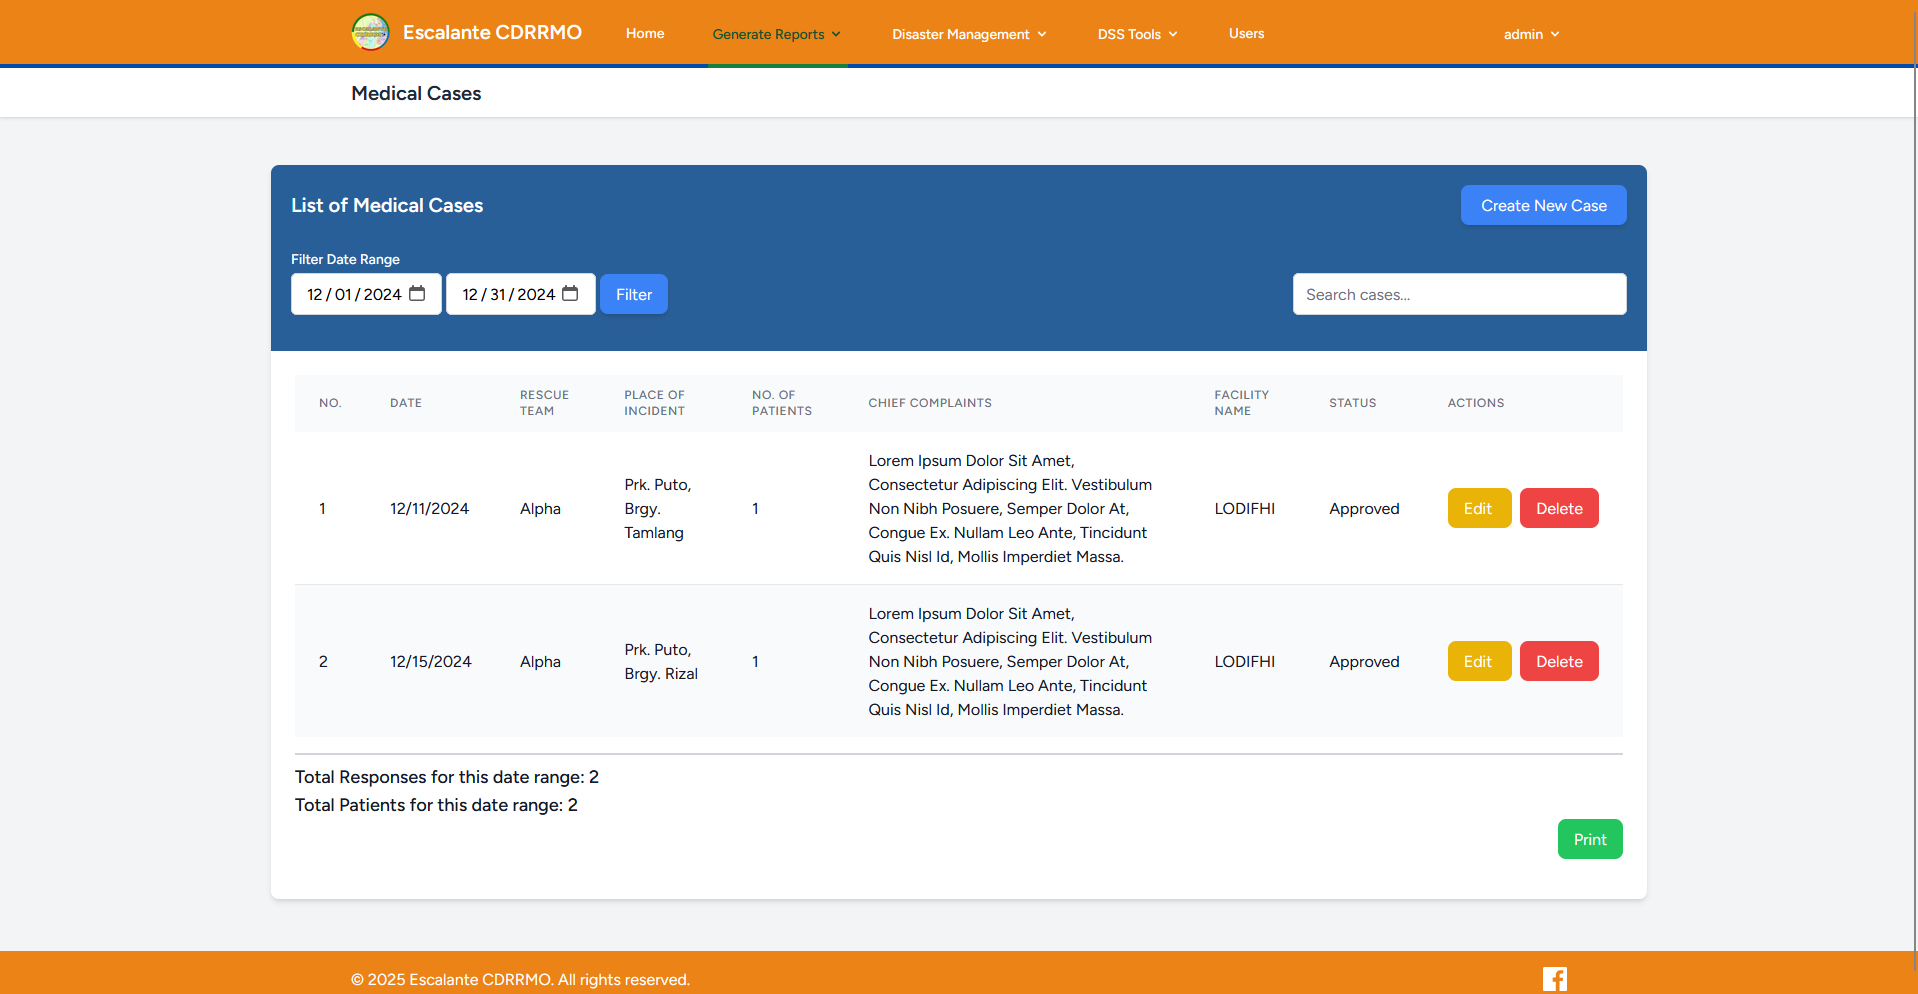 Escalante CDRRMO Home Generate Reports Disaster Management DSS Tools Users admin
Medical Cases
List of Medical Cases
Create New Case
Filter Date Range
12/01/2024 12/31/2024 Filter Search cases...
NO. DATE RESCUE TEAM PLACE OF INCIDENT NO. OF PATIENTS CHIEF COMPLAINTS FACILITY NAME STATUS ACTIONS
1 12/11/2024 Alpha
Prk. Puto,
Brgy.
Tamlang
1
Lorem Ipsum Dolor Sit Amet,
Consectetur Adipiscing Elit. Vestibulum
Non Nibh Posuere, Semper Dolor At,
Congue Ex. Nullam Leo Ante, Tincidunt
Quis Nisl Id, Mollis Imperdiet Massa.
LODIFHI Approved Edit Delete
2 12/15/2024 Alpha
Prk. Puto,
Brgy. Rizal
1
Lorem Ipsum Dolor Sit Amet,
Consectetur Adipiscing Elit. Vestibulum
Non Nibh Posuere, Semper Dolor At,
Congue Ex. Nullam Leo Ante, Tincidunt
Quis Nisl Id, Mollis Imperdiet Massa.
LODIFHI Approved Edit Delete
Total Responses for this date range: 2
Total Patients for this date range: 2
Print
© 2025 Escalante CDRRMO. All rights reserved.